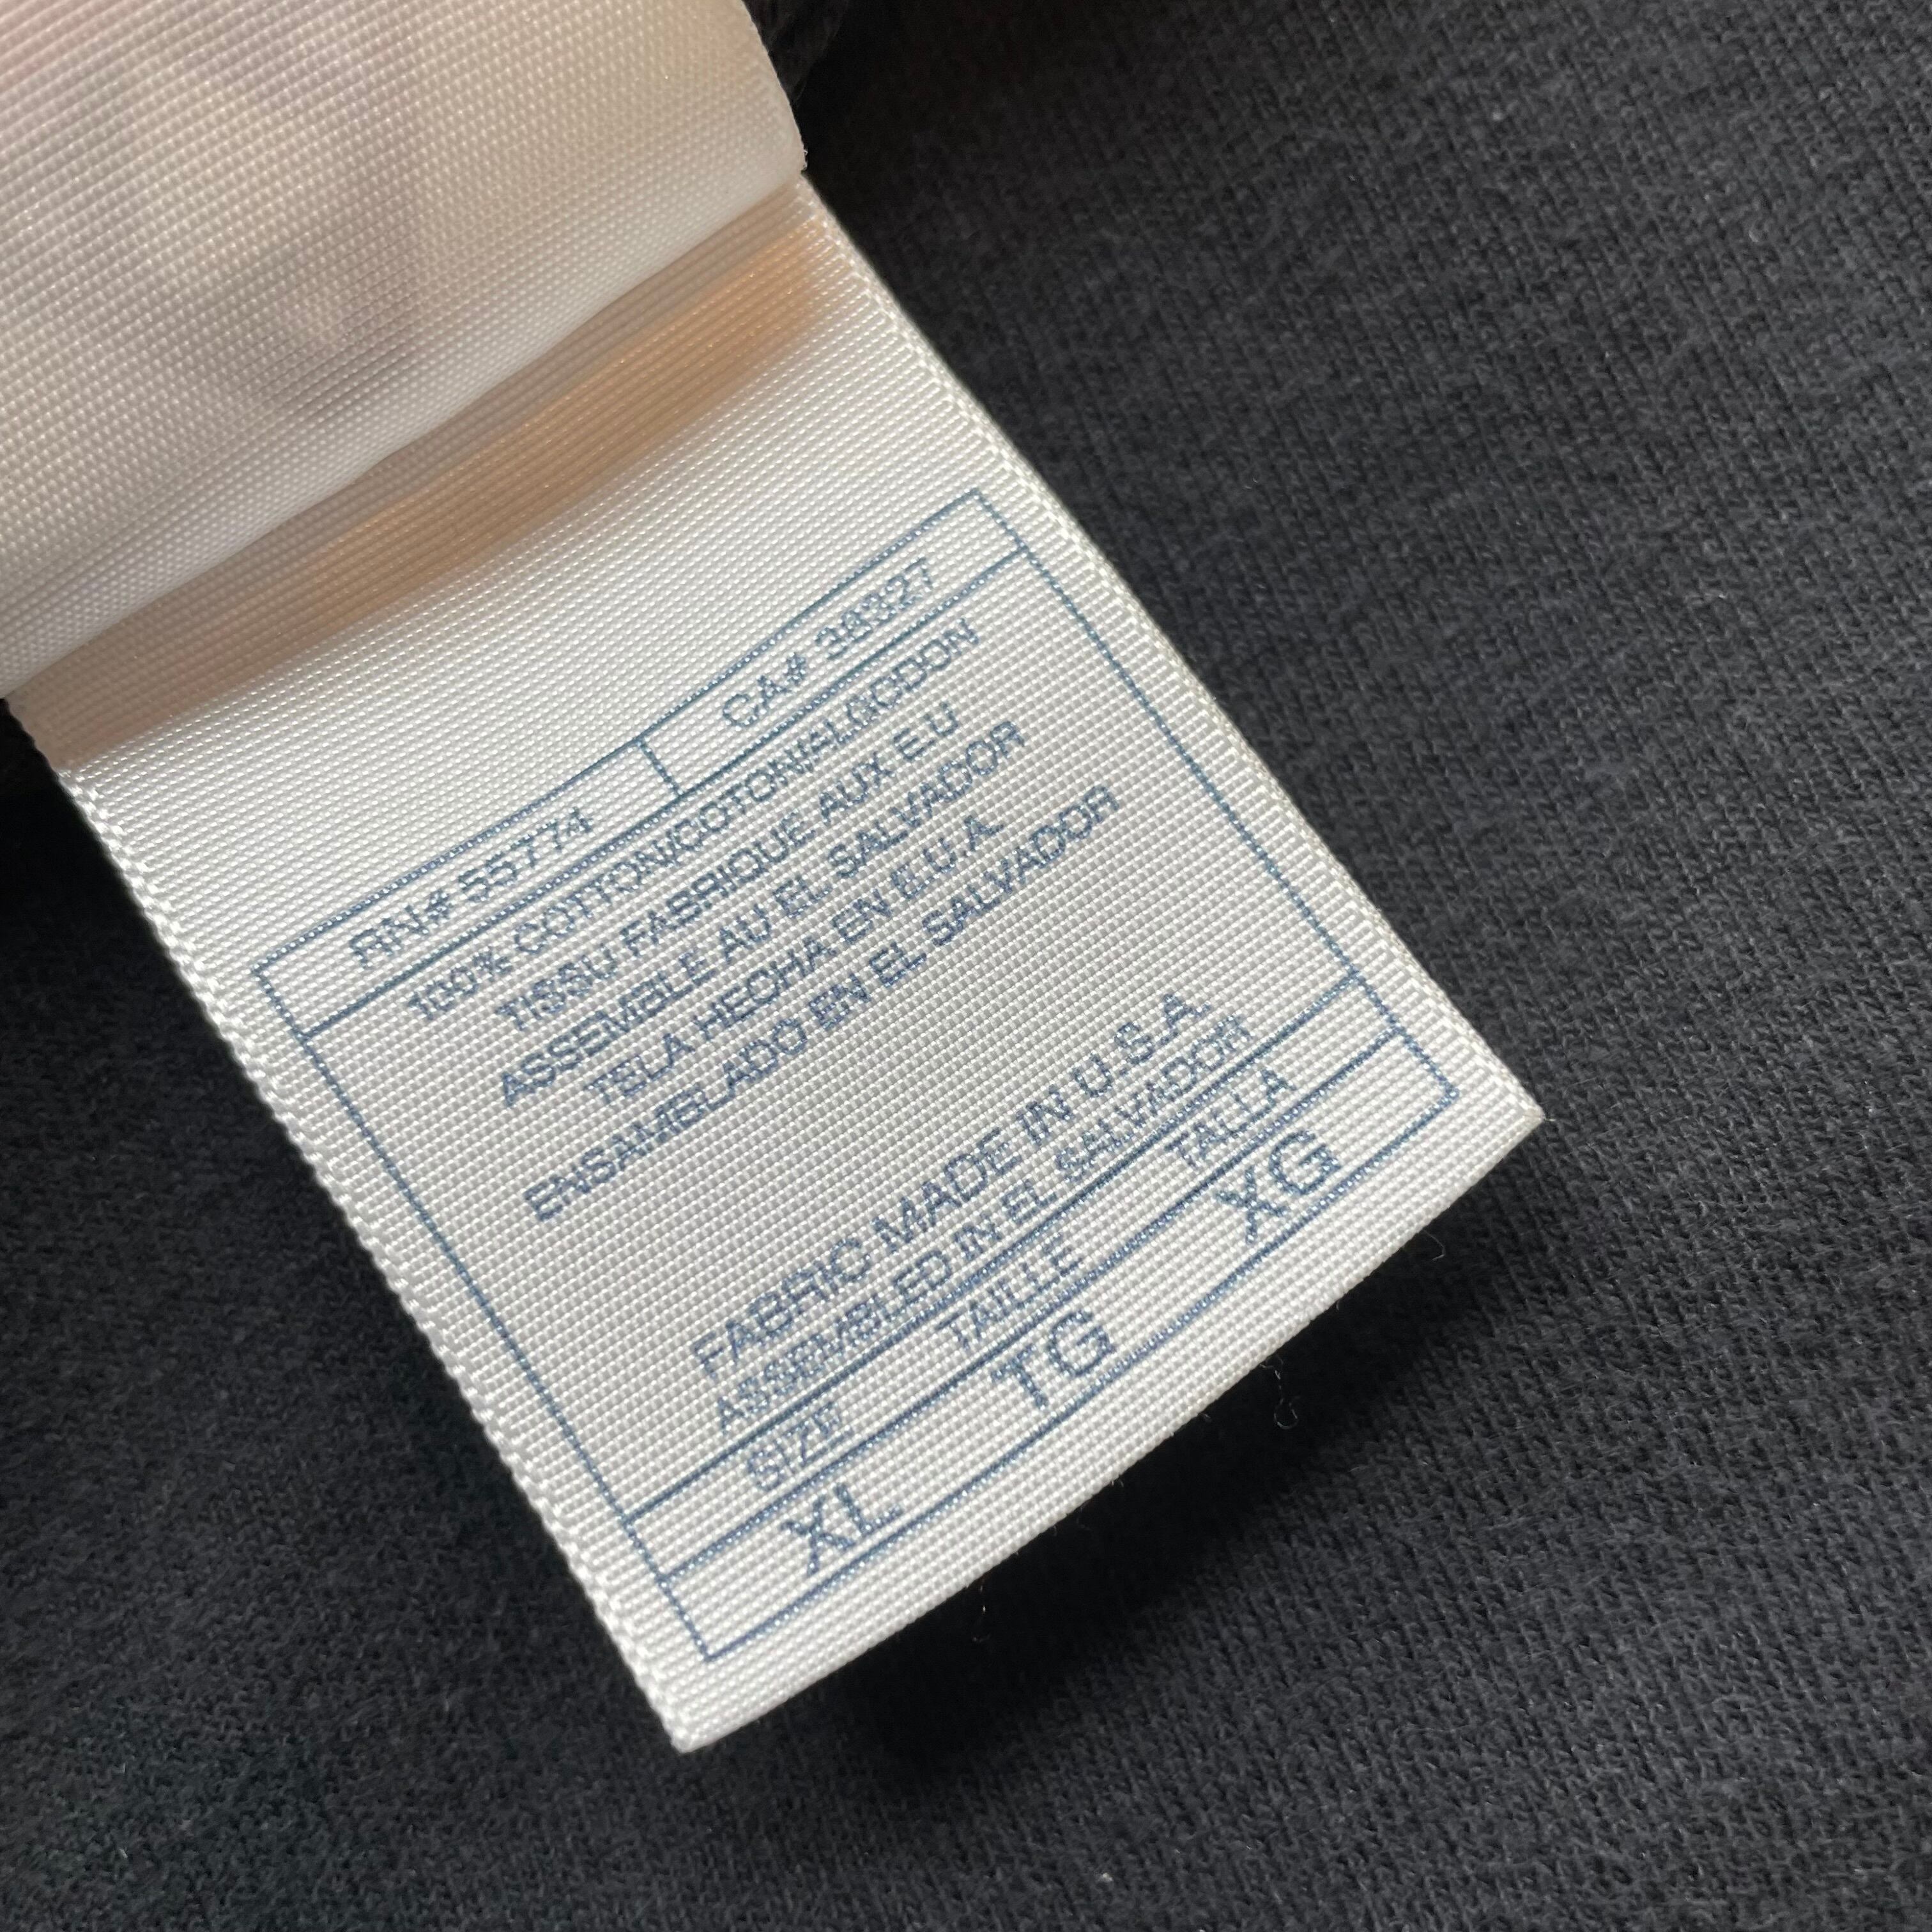 RN# 55774 CA# 38327
100% COTTON/COTON/ALGODON
TISSU FABRIQUE AUX E.U
ASSEMBLE AU EL SALVADOR
TELA HECHA EN E.U.A.
ENSAMBLADO EN EL SALVADOR
FABRIC MADE IN U.S.A.
ASSEMBLED IN EL SALVADOR
SIZE TAILLE TALLA
XL TG XG